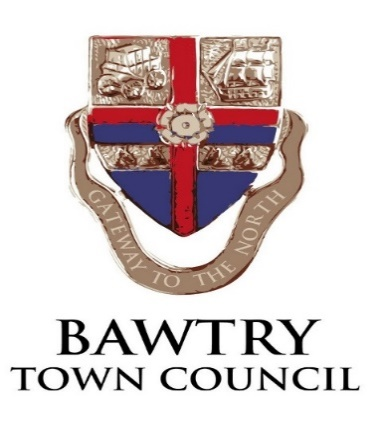 GATEWAY TO THE NORTH
BAWTRY
TOWN COUNCIL